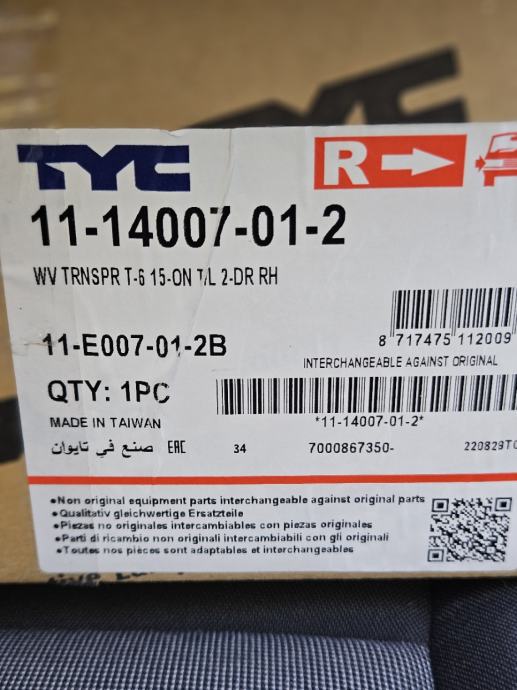 TYC
TYC
R
11-14007-01-2
WV TRNSPR T-6 15-ON T/L 2-DR RH
8 717475 112009
11-E007-01-2B
INTERCHANGEABLE AGAINST ORIGINAL
QTY: 1PC
MADE IN TAIWAN
*11-14007-01-2*
صنع في تايوان EAC 34 7000867350- 220829T
•Non original equipment parts interchangeable against original parts
•Qualitativ gleichwertige Ersatzteile
•Piezas no originales intercambiables con piezas originales
•Parti di ricambio non originali intercambiabili con gli originali
•Toutes nos pièces sont adaptables et interchangeables